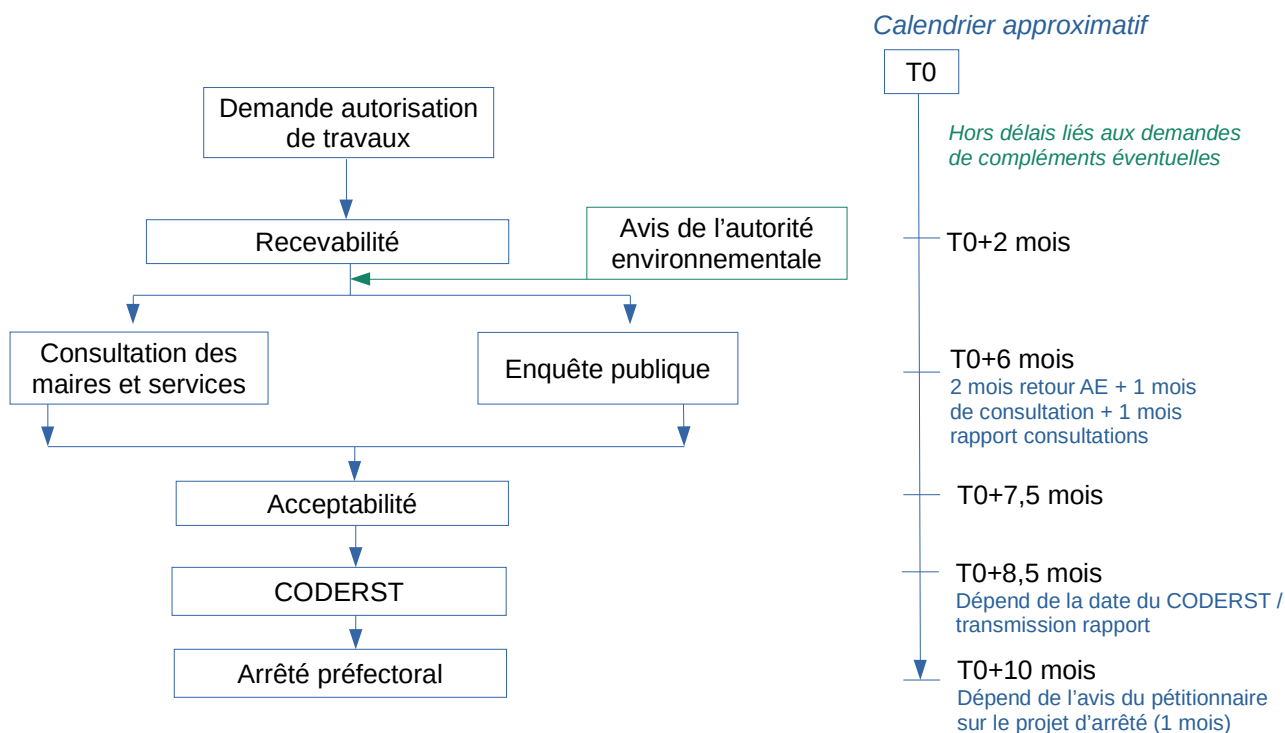 Calendrier approximatif
T0
Demande autorisation
de travaux
Hors délais liés aux demandes
de compléments éventuelles
Recevabilité
Avis de l'autorité
environnementale
T0+2 mois
Consultation des
maires et services
Enquête publique
T0+6 mois
2 mois retour AE + 1 mois
de consultation + 1 mois
rapport consultations
Acceptabilité
T0+7,5 mois
CODERST
T0+8,5 mois
Dépend de la date du CODERST /
transmission rapport
Arrêté préfectoral
T0+10 mois
Dépend de l'avis du pétitionnaire
sur le projet d'arrêté (1 mois)